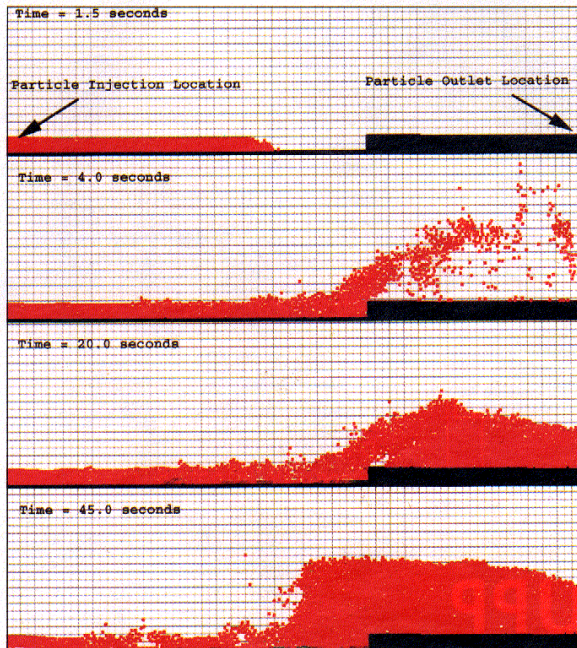 Time = 1.5 seconds
Particle Injection Location
Particle Outlet Location
Time = 4.0 seconds
Time = 20.0 seconds
Time = 45.0 seconds